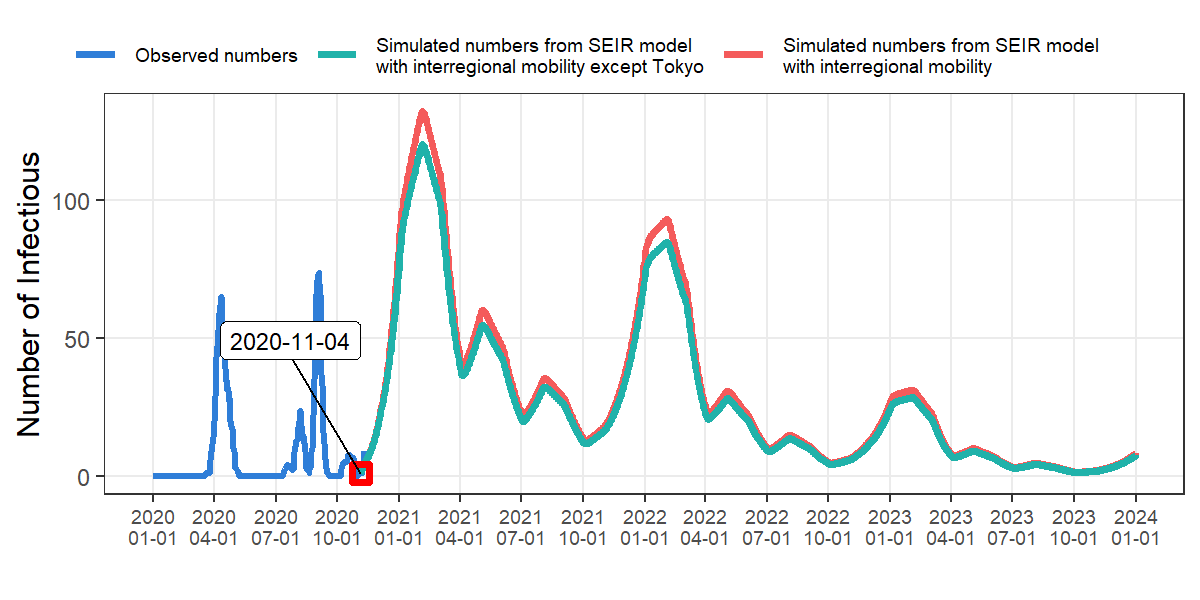 Observed numbers
Simulated numbers from SEIR model
with interregional mobility except Tokyo
Simulated numbers from SEIR model
with interregional mobility
Number of Infectious
100
50
0
2020-11-04
2020 2020 2020 2020 2021 2021 2021 2021 2022 2022 2022 2022 2023 2023 2023 2023 2024
01-01 04-01 07-01 10-01 01-01 04-01 07-01 10-01 01-01 04-01 07-01 10-01 01-01 04-01 07-01 10-01 01-01